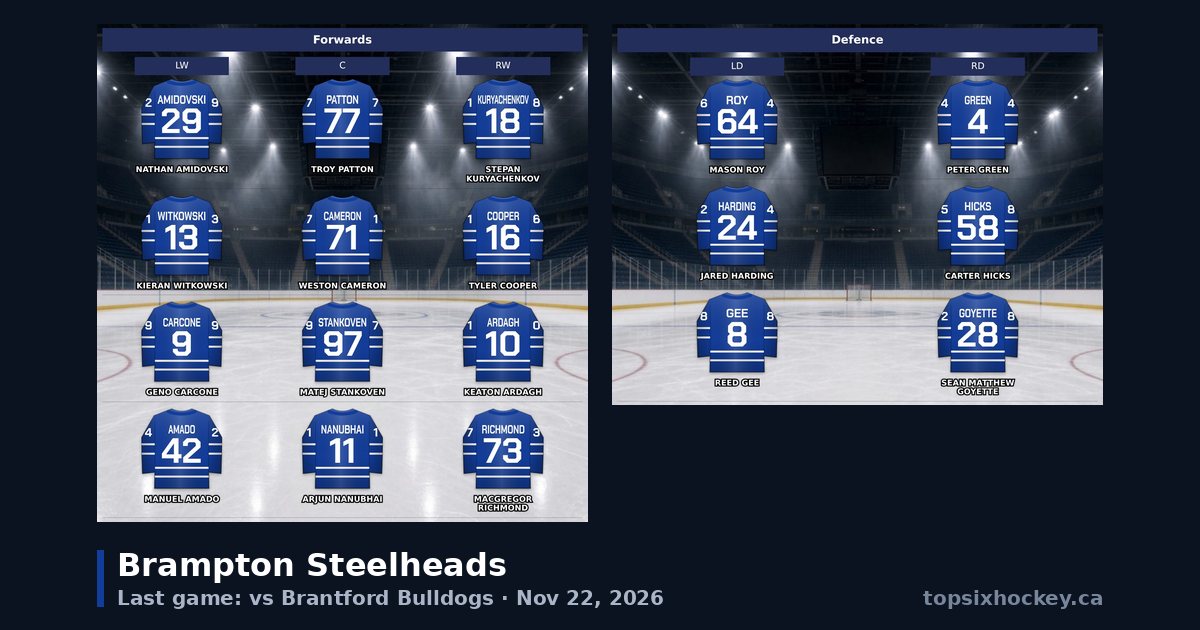 Forwards
LW C RW
2 AMIDOVSKI 9 7 PATTON 7 1 KURYACHENKOV 8
29 77 18
NATHAN AMIDOVSKI TROY PATTON STEPAN
KURYACHENKOV
1 WITKOWSKI 3 7 CAMERON 1 1 COOPER 6
13 71 16
KIERAN WITKOWSKI WESTON CAMERON TYLER COOPER
9 CARCONE 9 9 STANKOVEN 7 1 ARDAGH 0
9 97 10
GENO CARCONE MATEJ STANKOVEN KEATON ARDAGH
4 AMADO 2 1 NANUBHAI 1 7 RICHMOND 3
42 11 73
MANUEL AMADO ARJUN NANUBHAI MACGREGOR
RICHMOND
Defence
LD RD
6 ROY 4 4 GREEN 4
64 4
MASON ROY PETER GREEN
2 HARDING 4 5 HICKS 8
24 58
JARED HARDING CARTER HICKS
8 GEE 8 2 GOYETTE 8
8 28
REED GEE SEAN MATTHEW
GOYETTE
Brampton Steelheads
Last game: vs Brantford Bulldogs · Nov 22, 2026
topsixhockey.ca